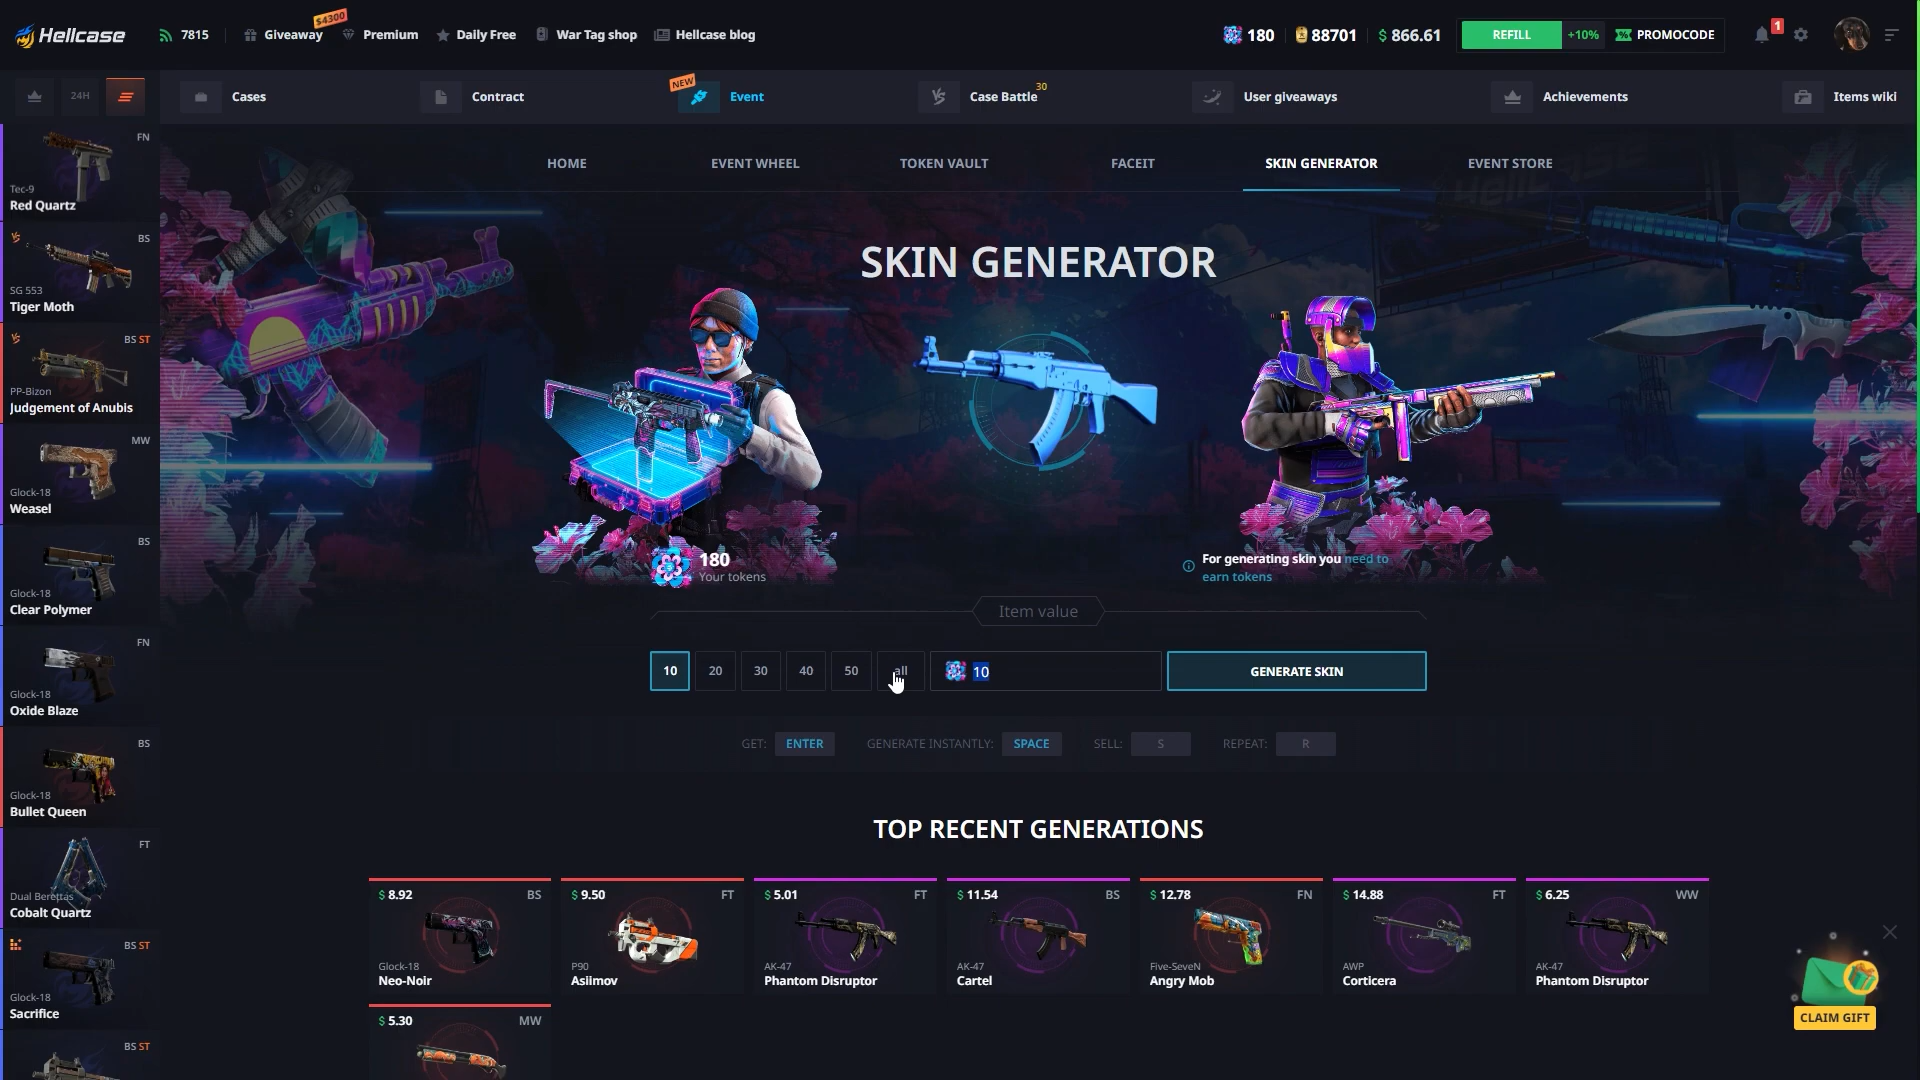 Hellcase
7815
$4300
Giveaway
Premium
Daily Free
War Tag shop
Hellcase blog
180
88701
$ 866.61
REFILL
+10%
PROMOCODE
1
24H
Cases
Contract
NEW
Event
Case Battle
30
User giveaways
Achievements
Items wiki
HOME
EVENT WHEEL
TOKEN VAULT
FACEIT
SKIN GENERATOR
EVENT STORE
FN
Tec-9
Red Quartz
BS
SG 553
Tiger Moth
BS ST
PP-Bizon
Judgement of Anubis
MW
Glock-18
Weasel
BS
Glock-18
Clear Polymer
FN
Glock-18
Oxide Blaze
BS
Glock-18
Bullet Queen
FT
Dual Berettas
Cobalt Quartz
BS ST
Glock-18
Sacrifice
BS ST
SKIN GENERATOR
180
Your tokens
For generating skin you need to
earn tokens
Item value
10
20
30
40
50
all
10
GENERATE SKIN
GET:
ENTER
GENERATE INSTANTLY:
SPACE
SELL:
S
REPEAT:
R
TOP RECENT GENERATIONS
$ 8.92
BS
Glock-18
Neo-Noir
$ 9.50
FT
P90
Asiimov
$ 5.01
FT
AK-47
Phantom Disruptor
$ 11.54
BS
AK-47
Cartel
$ 12.78
FN
Five-SeveN
Angry Mob
$ 14.88
FT
AWP
Corticera
$ 6.25
WW
AK-47
Phantom Disruptor
$ 5.30
MW
CLAIM GIFT